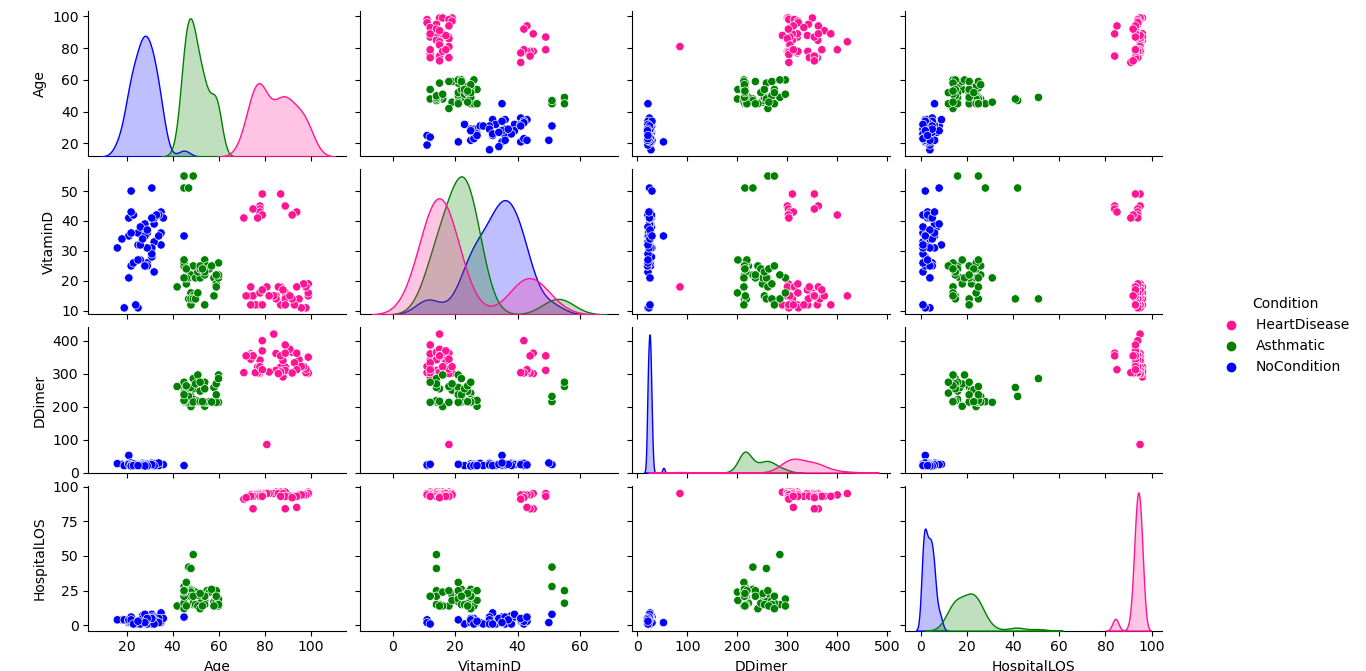 100
80
60
40
20
Age
50
40
30
20
10
VitaminD
400
300
200
100
0
DDimer
100
75
50
25
0
HospitalLOS
20 40 60 80 100
Age
0 20 40 60
VitaminD
0 100 200 300 400 500
DDimer
0 20 40 60 80 100
HospitalLOS
Condition
HeartDisease
Asthmatic
NoCondition